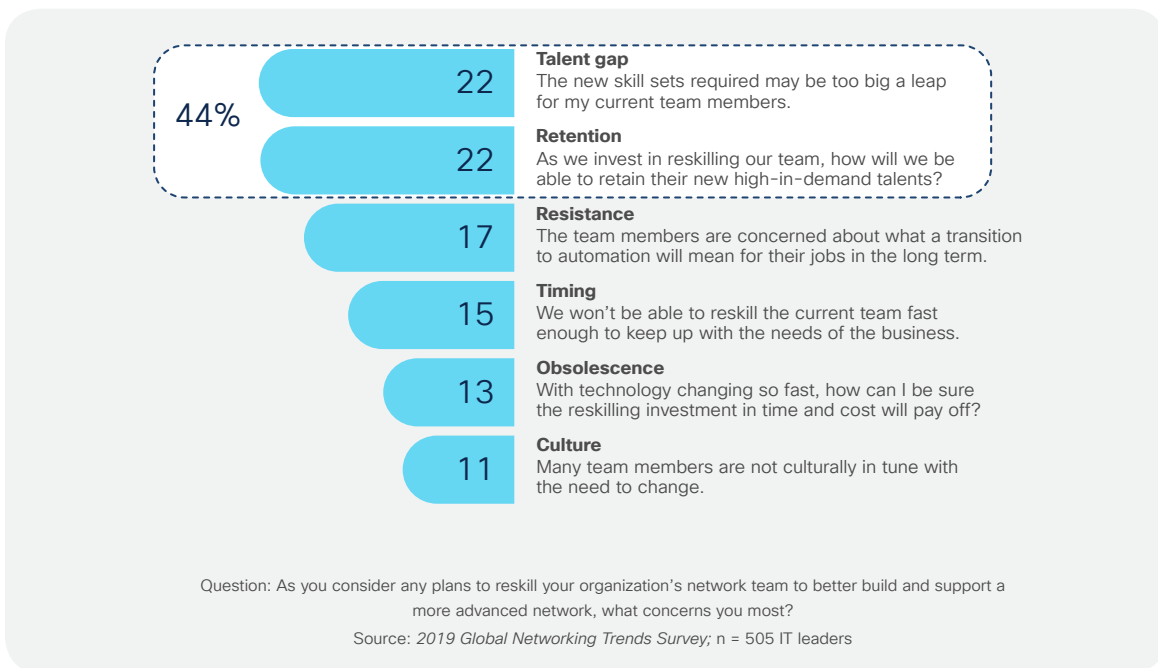 44%
22
Talent gap
The new skill sets required may be too big a leap
for my current team members.
22
Retention
As we invest in reskilling our team, how will we be
able to retain their new high-in-demand talents?
17
Resistance
The team members are concerned about what a transition
to automation will mean for their jobs in the long term.
15
Timing
We won’t be able to reskill the current team fast
enough to keep up with the needs of the business.
13
Obsolescence
With technology changing so fast, how can I be sure
the reskilling investment in time and cost will pay off?
11
Culture
Many team members are not culturally in tune with
the need to change.
Question: As you consider any plans to reskill your organization’s network team to better build and support a
more advanced network, what concerns you most?
Source: 2019 Global Networking Trends Survey; n = 505 IT leaders